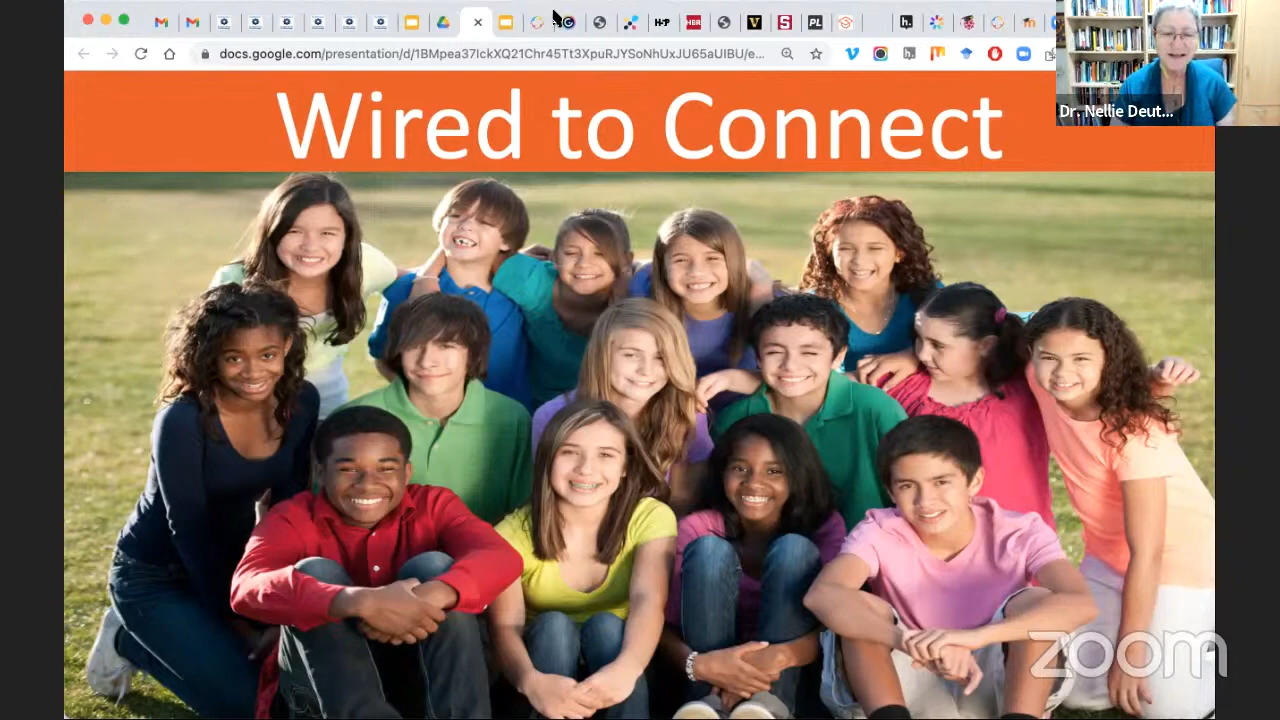 docs.google.com/presentation/d/1BMpea37IckXQ21Chr45Tt3XpuRJYSoNhUxJU65aUIBU/e...
Dr. Nellie Deut...
Wired to Connect
zoom